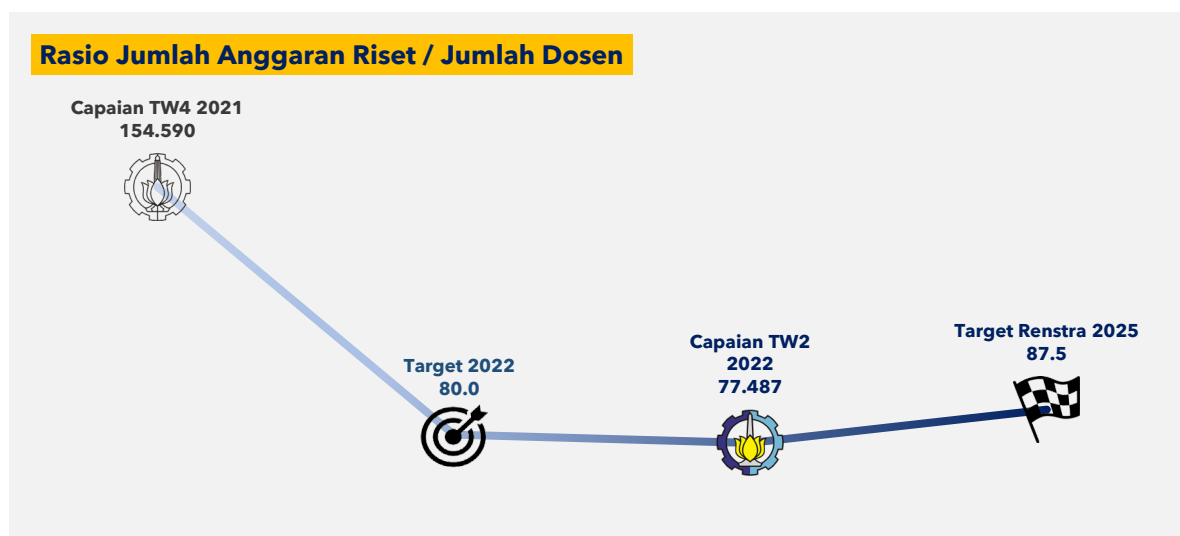 Rasio Jumlah Anggaran Riset / Jumlah Dosen
Capaian TW4 2021
154.590
Target 2022
80.0
Capaian TW2
2022
77.487
Target Renstra 2025
87.5